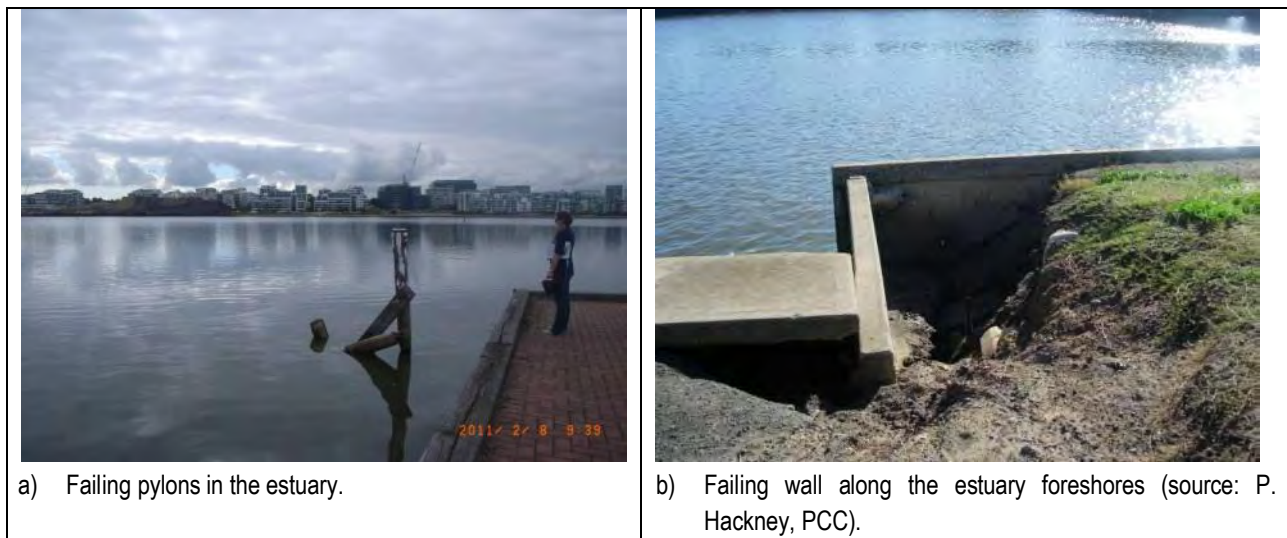 2011/ 2/ 8 9:39
a) Failing pylons in the estuary.
b) Failing wall along the estuary foreshores (source: P.
Hackney, PCC).